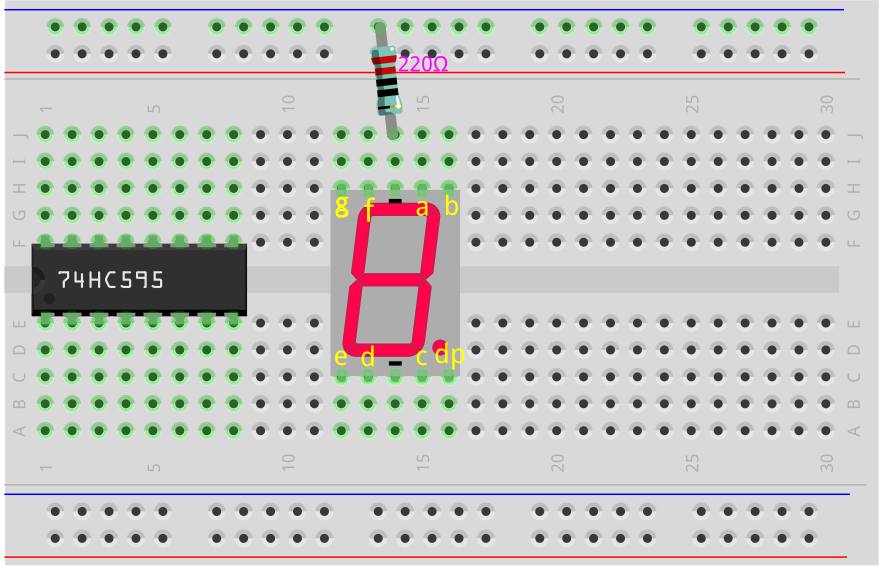 220Ω
1 5 10 15 20 25 30
J J
I I
H H
g f a b
G G
F F
74HC595
E E
e d c dp
D D
C C
B B
A A
1 5 10 15 20 25 30